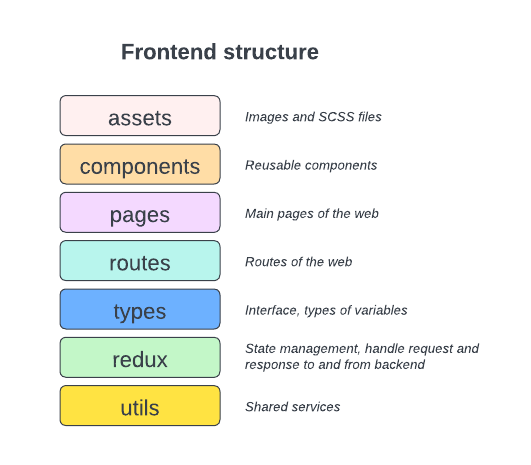 Frontend structure
assets
Images and SCSS files
components
Reusable components
pages
Main pages of the web
routes
Routes of the web
types
Interface, types of variables
redux
State management, handle request and
response to and from backend
utils
Shared services